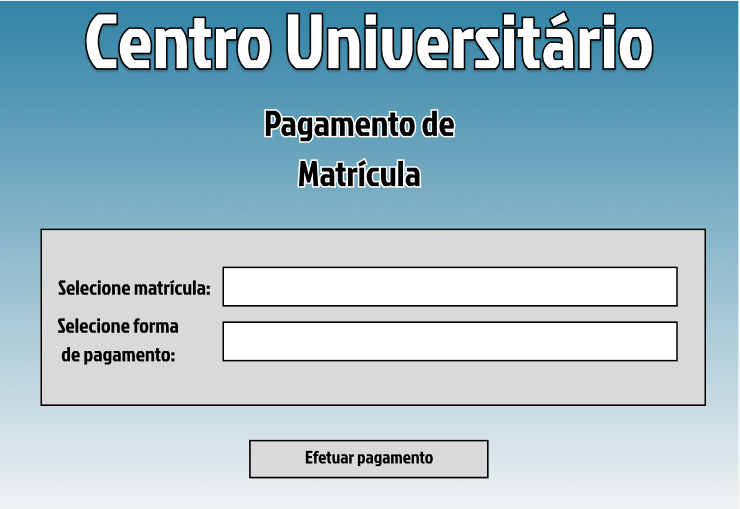 Centro Universitário
Pagamento de
Matrícula
Selecione matrícula:
Selecione forma
de pagamento:
Efetuar pagamento